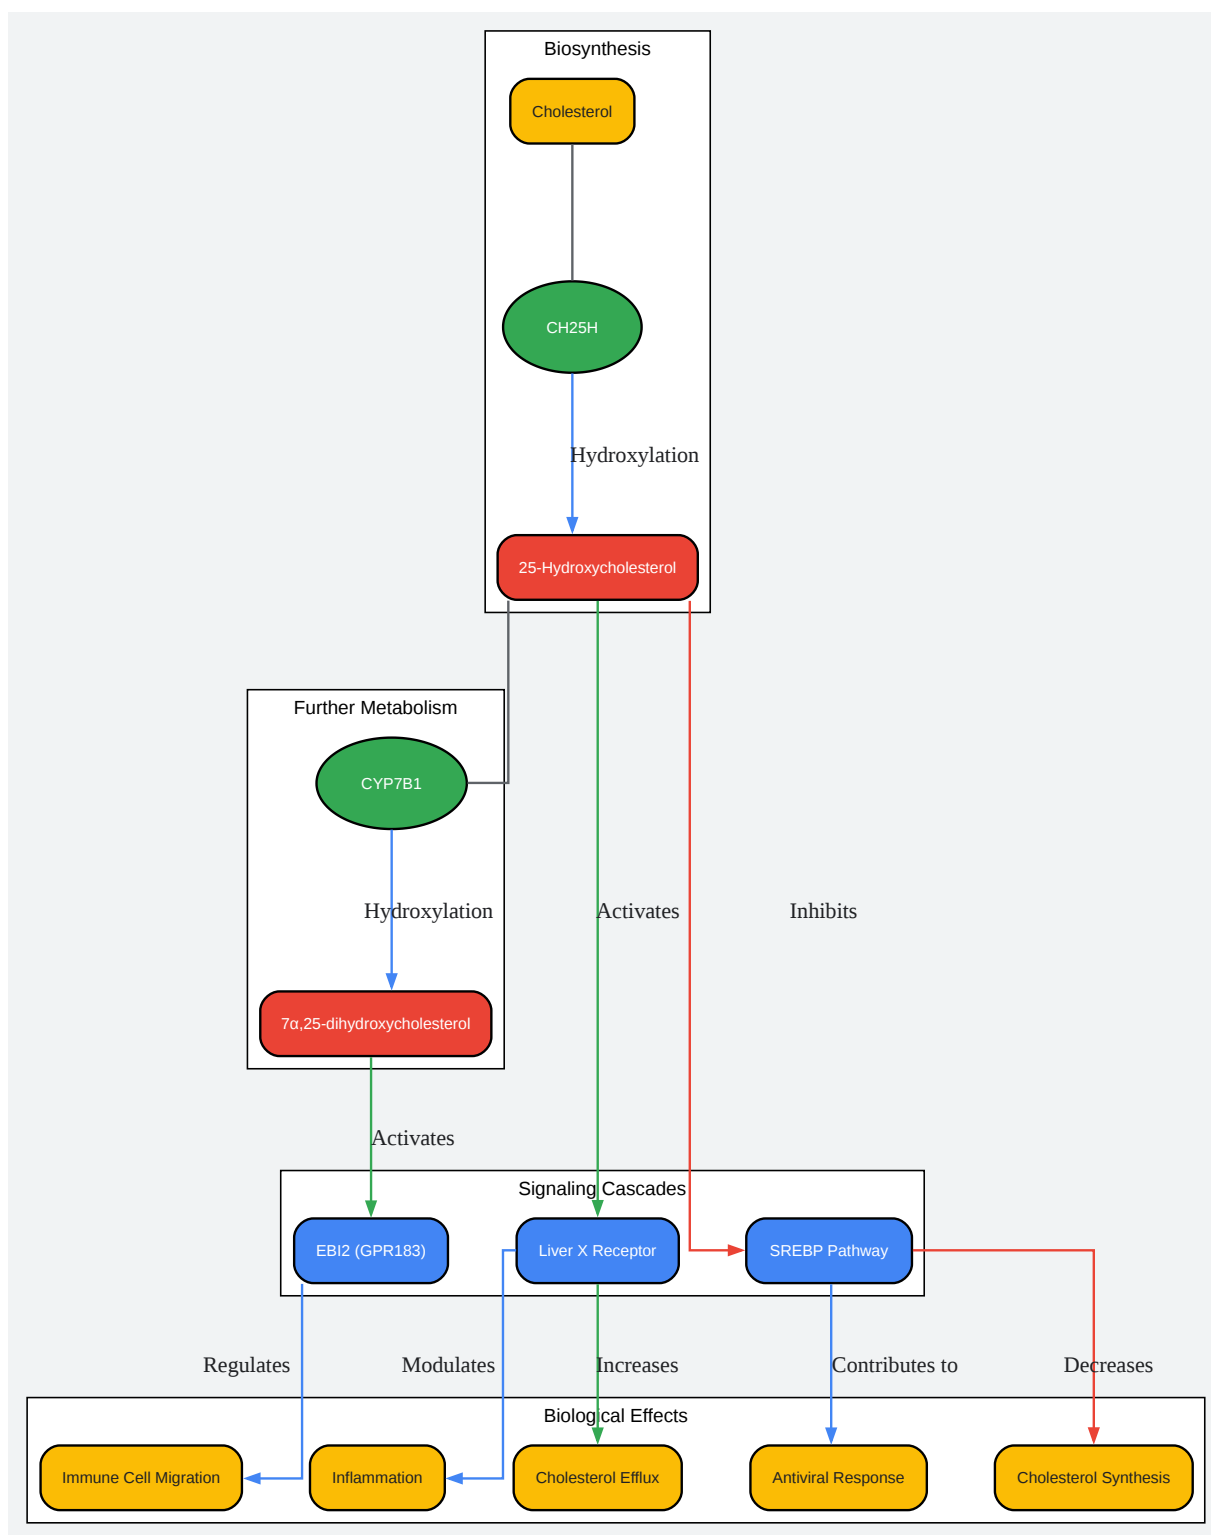 Biosynthesis
Cholesterol
CH25H
Hydroxylation
25-Hydroxycholesterol
Further Metabolism
CYP7B1
Hydroxylation
Activates
Inhibits
7α,25-dihydroxycholesterol
Activates
Signaling Cascades
EBI2 (GPR183)
Liver X Receptor
SREBP Pathway
Regulates
Modulates
Increases
Contributes to
Decreases
Biological Effects
Immune Cell Migration
Inflammation
Cholesterol Efflux
Antiviral Response
Cholesterol Synthesis